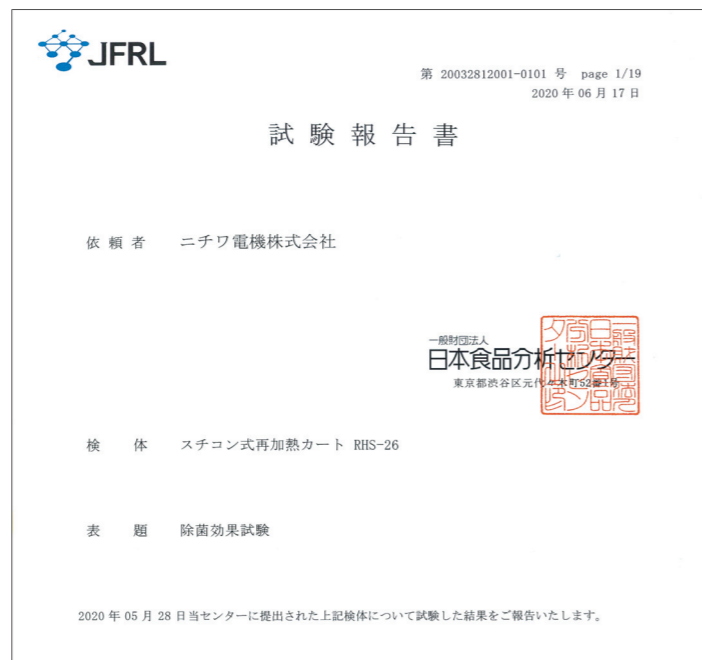 JFRL
第 20032812001-0101 号 page 1/19
2020 年 06 月 17 日
試 験 報 告 書
依 頼 者 ニチワ電機株式会社
一般財団法人
日本食品分析センター
東京都渋谷区元代々木町52番1号
検 体 スチコン式再加熱カート RHS-26
表 題 除菌効果試験
2020 年 05 月 28 日当センターに提出された上記検体について試験した結果をご報告いたします。